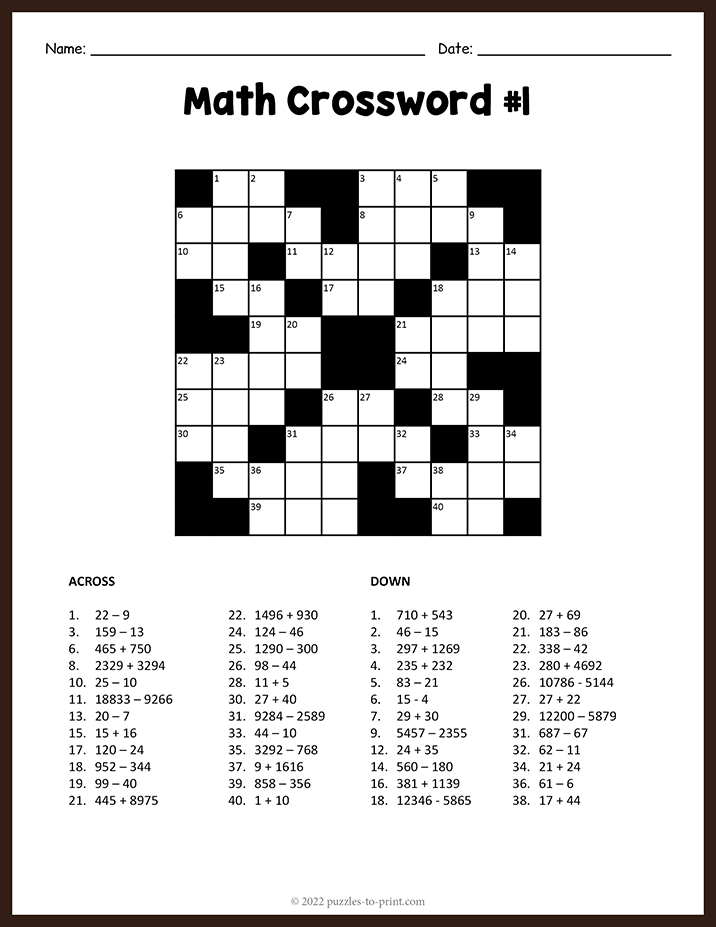 Name: Date:
Math Crossword #1
1 2 3 4 5
6 7 8 9
10 11 12 13 14
15 16 17 18
19 20 21
22 23 24
25 26 27 28 29
30 31 32 33 34
35 36 37 38
39 40
ACROSS
1. 22 – 9
3. 159 – 13
6. 465 + 750
8. 2329 + 3294
10. 25 – 10
11. 18833 – 9266
13. 20 – 7
15. 15 + 16
17. 120 – 24
18. 952 – 344
19. 99 – 40
21. 445 + 8975
22. 1496 + 930
24. 124 – 46
25. 1290 – 300
26. 98 – 44
28. 11 + 5
30. 27 + 40
31. 9284 – 2589
33. 44 – 10
35. 3292 – 768
37. 9 + 1616
39. 858 – 356
40. 1 + 10
DOWN
1. 710 + 543
2. 46 – 15
3. 297 + 1269
4. 235 + 232
5. 83 – 21
6. 15 - 4
7. 29 + 30
9. 5457 – 2355
12. 24 + 35
14. 560 – 180
16. 381 + 1139
18. 12346 - 5865
20. 27 + 69
21. 183 – 86
22. 338 – 42
23. 280 + 4692
26. 10786 - 5144
27. 27 + 22
29. 12200 – 5879
31. 687 – 67
32. 62 – 11
34. 21 + 24
36. 61 – 6
38. 17 + 44
© 2022 puzzles-to-print.com